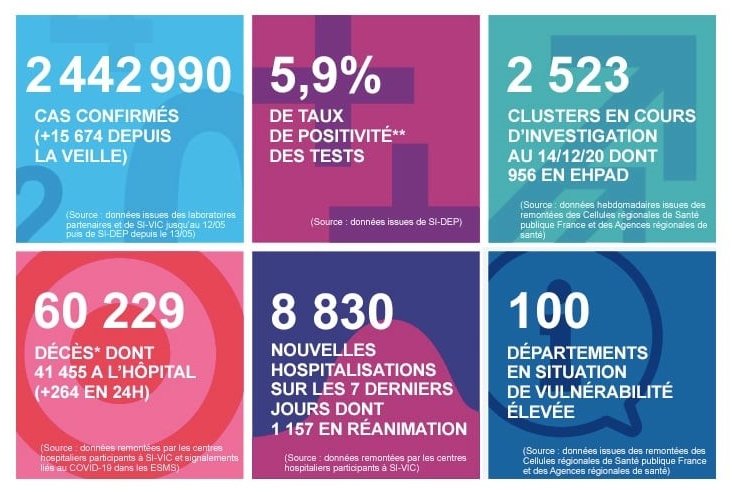 2 442 990
CAS CONFIRMÉS
(+15 674 DEPUIS
LA VEILLE)
(Source : données issues des laboratoires
partenaires et de SI-VIC jusqu'au 12/05
puis de SI-DEP depuis le 13/05)
5,9%
DE TAUX
DE POSITIVITÉ**
DES TESTS
(Source : données issues de SI-DEP)
2 523
CLUSTERS EN COURS
D'INVESTIGATION
AU 14/12/20 DONT
956 EN EHPAD
(Source : données hebdomadaires issues des
remontées des Cellules régionales de Santé
publique France et des Agences régionales de
santé)
60 229
DÉCÈS* DONT
41 455 A L'HÔPITAL
(+264 EN 24H)
(Source : données remontées par les centres
hospitaliers participants à SI-VIC et signalements
liés au COVID-19 dans les ESMS)
8 830
NOUVELLES
HOSPITALISATIONS
SUR LES 7 DERNIERS
JOURS DONT
1 157 EN RÉANIMATION
(Source : données remontées par les centres
hospitaliers participants à SI-VIC)
100
DÉPARTEMENTS
EN SITUATION
DE VULNÉRABILITÉ
ÉLEVÉE
(Source : données issues des remontées des
Cellules régionales de Santé publique France
et des Agences régionales de santé)